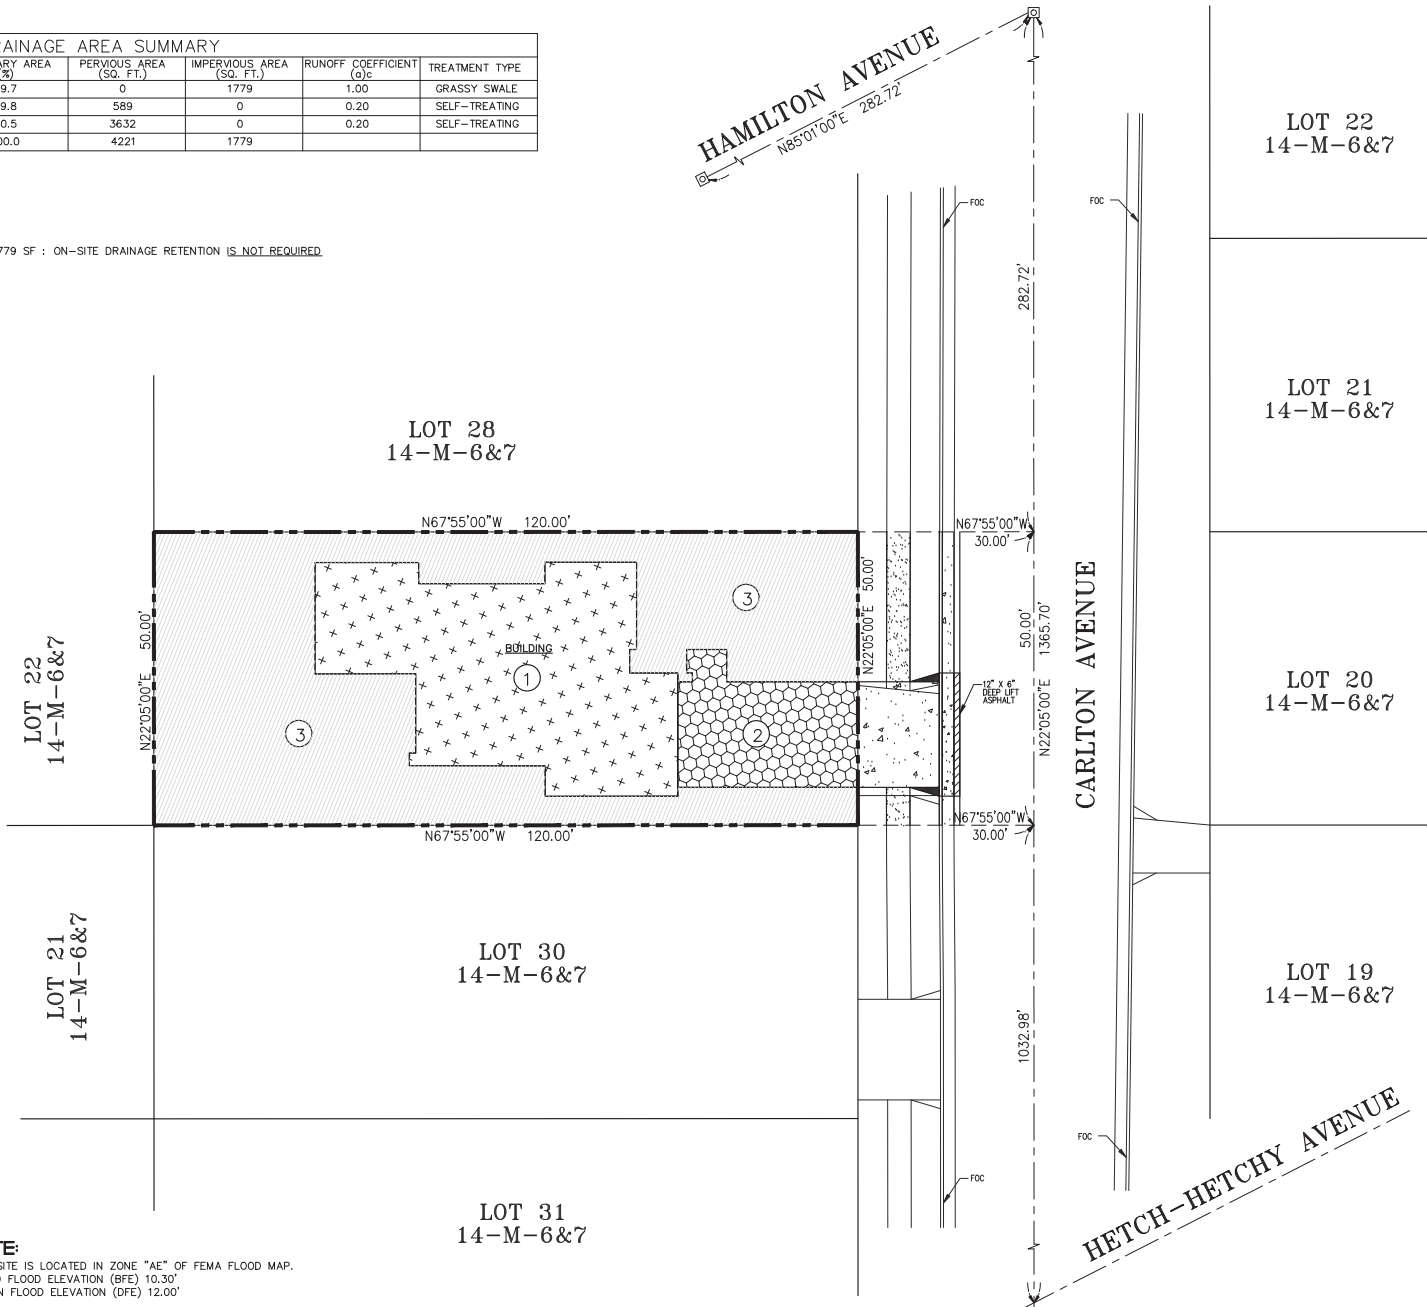 AINAGE AREA SUMMARY
RY AREA (%) PERVIOUS AREA (SQ. FT.) IMPERVIOUS AREA (SQ. FT.) RUNOFF COEFFICIENT (a)c TREATMENT TYPE
9.7 0 1779 1.00 GRASSY SWALE
9.8 589 0 0.20 SELF-TREATING
0.5 3632 0 0.20 SELF-TREATING
00.0 4221 1779
779 SF : ON-SITE DRAINAGE RETENTION IS NOT REQUIRED
HAMILTON AVENUE
N85°01'00"E 282.72'
FOC
FOC
282.72'
LOT 22
14-M-6&7
LOT 21
14-M-6&7
LOT 28
14-M-6&7
N67°55'00"W 120.00'
N67°55'00"W
30.00'
LOT 22
14-M-6&7
N22°05'00"E 50.00'
BUILDING
1
3
3
2
N22°05'00"E 50.00'
12" X 6"
DEEP LIFT
ASPHALT
50.00'
N22°05'00"E 1365.70'
CARLTON AVENUE
LOT 20
14-M-6&7
N67°55'00"W 120.00'
N67°55'00"W
30.00'
LOT 21
14-M-6&7
LOT 30
14-M-6&7
LOT 19
14-M-6&7
1032.98'
FOC
FOC
HETCH-HETCHY AVENUE
LOT 31
14-M-6&7
TE:
SITE IS LOCATED IN ZONE "AE" OF FEMA FLOOD MAP.
FLOOD ELEVATION (BFE) 10.30'
N FLOOD ELEVATION (DFE) 12.00'